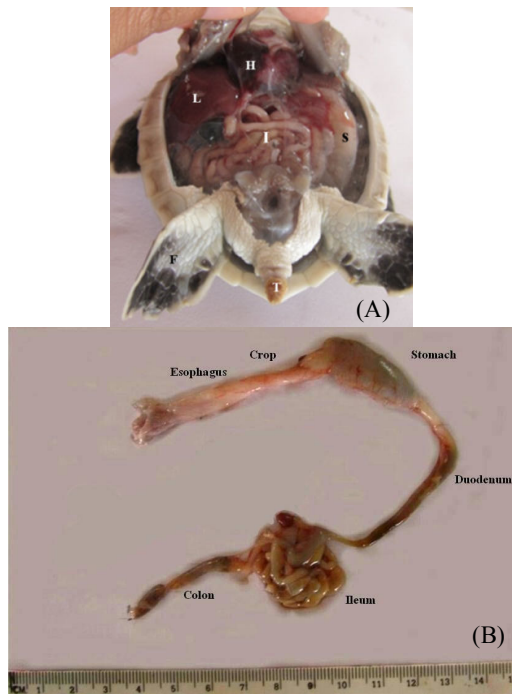 H
L
I
S
F
T
(A)
Crop
Stomach
Esophagus
Duodenum
Colon
Ileum
(B)
CM 1 2 3 4 5 6 7 8 9 10 11 12 13 14